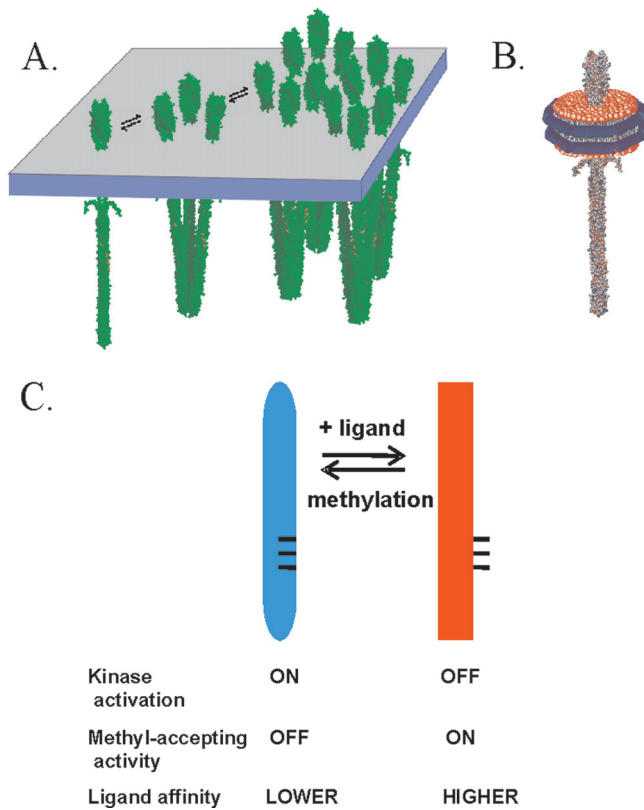 A.
B.
C.
+ ligand
methylation
Kinase activation ON OFF
Methyl-accepting activity OFF ON
Ligand affinity LOWER HIGHER